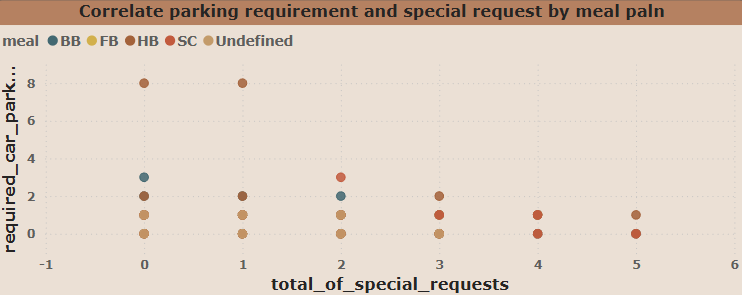 Correlate parking requirement and special request by meal paln
meal BB FB HB SC Undefined
required_car_park...
8
6
4
2
0
-1 0 1 2 3 4 5 6
total_of_special_requests